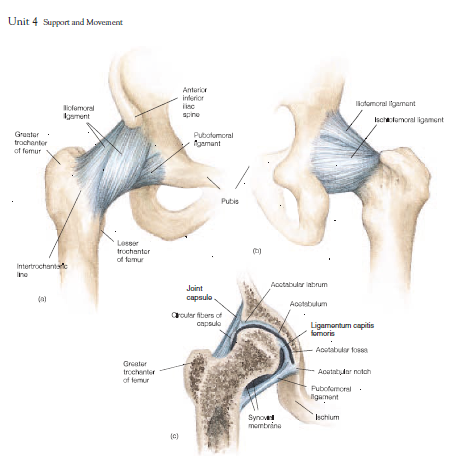 Unit 4 Support and Movement
Anterior
inferior
iliac
spine
Iliofemoral
ligament
Greater
trochanter
of femur
Pubofemoral
ligament
Pubis
Lesser
trochanter
of femur
Intertrochanteric
line
(a)
Iliofemoral ligament
Ischiofemoral ligament
(b)
Joint
capsule
Circular fibers of
capsule
Acetabular labrum
Acetabulum
Ligamentum capitis
femoris
Acetabular fossa
Acetabular notch
Pubofemoral
ligament
Ischium
Synovial
membrane
Greater
trochanter
of femur
(c)